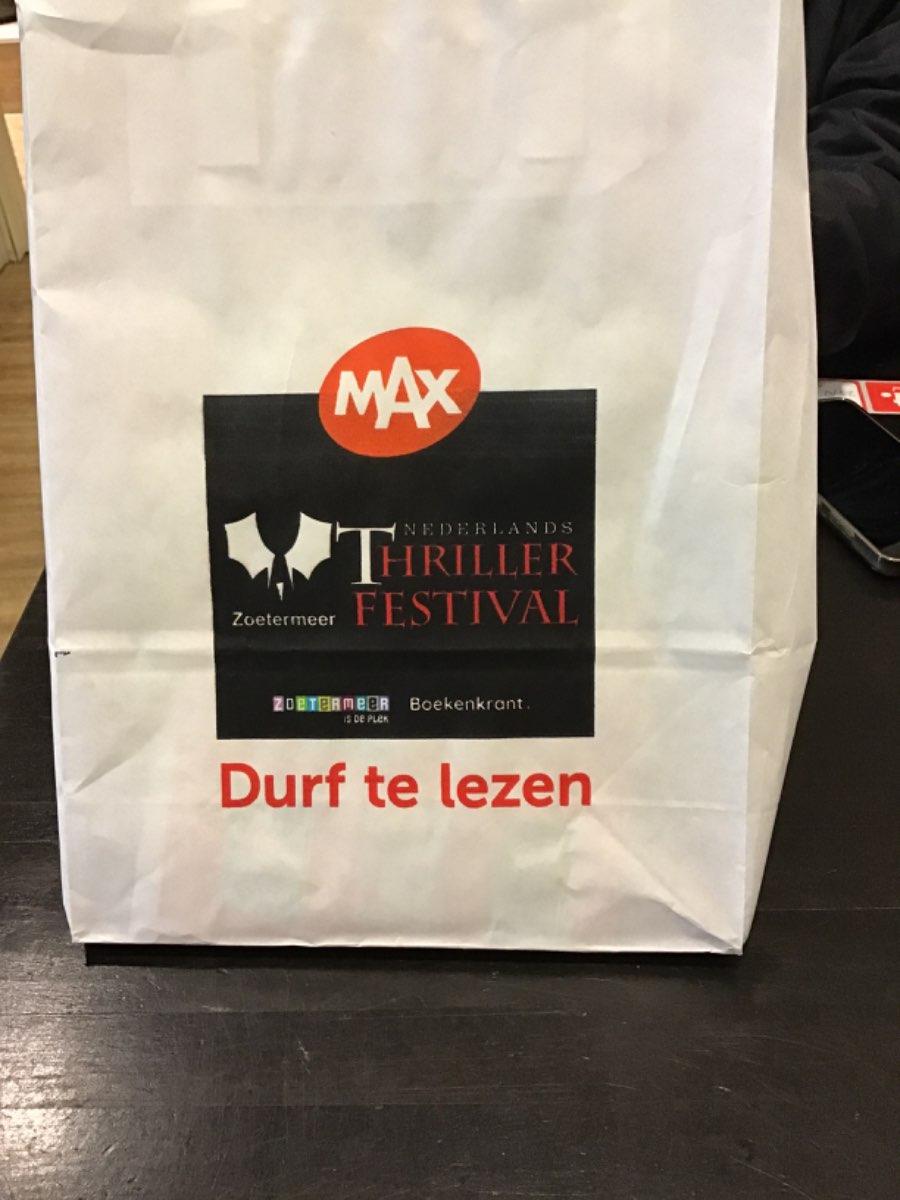 MAX
NEDERLANDS
THRILLER
FESTIVAL
Zoetermeer
ZOETERMEER
IS DE PLEK
Boekenkrant.
Durf te lezen